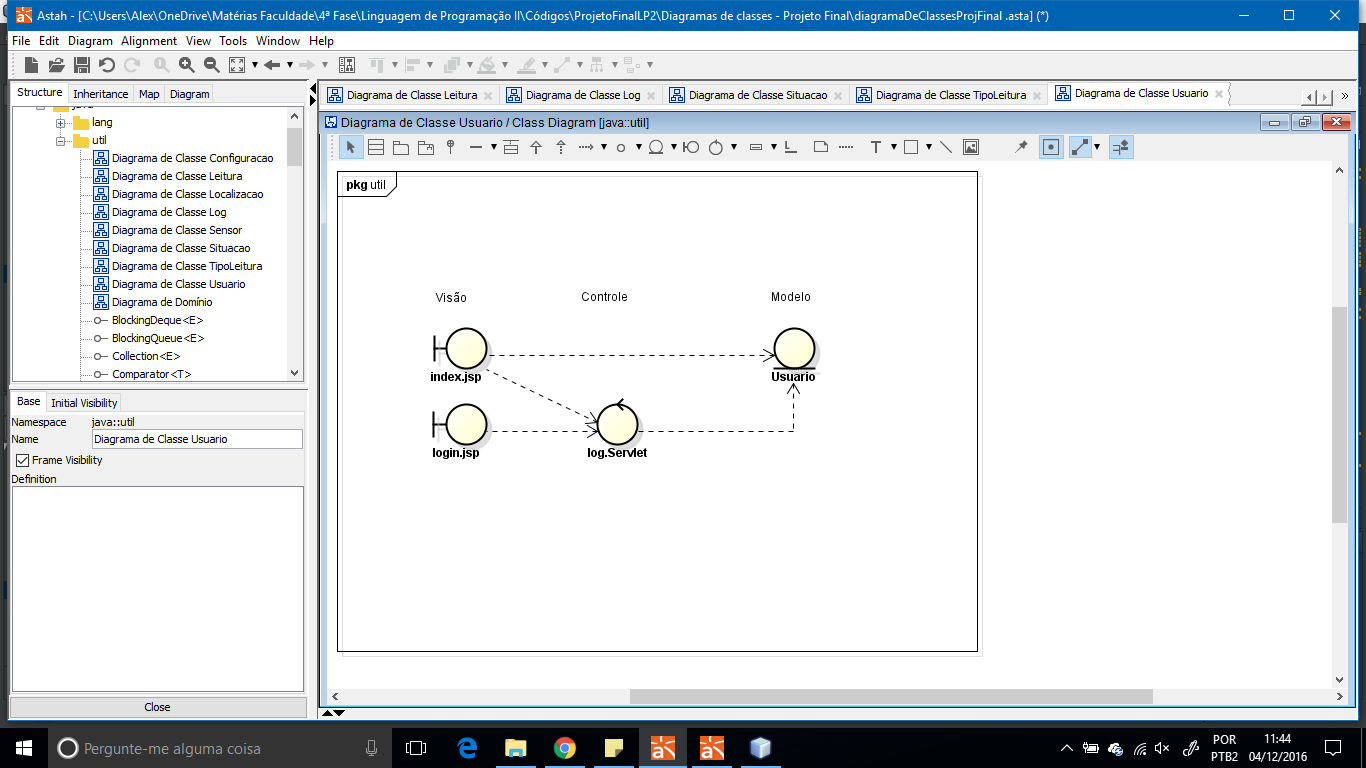 Astah - [C:\Users\Alex\OneDrive\Matérias Faculdade\4ª Fase\Linguagem de Programação II\Códigos\ProjetoFinalLP2\Diagramas de classes - Projeto Final\diagramaDeClassesProjFinal .asta] (*)
File Edit Diagram Alignment View Tools Window Help
Structure Inheritance Map Diagram
Diagrama de Classe Leitura Diagrama de Classe Log Diagrama de Classe Situacao Diagrama de Classe TipoLeitura Diagrama de Classe Usuario
Diagrama de Classe Usuario / Class Diagram [java::util]
lang
util
Diagrama de Classe Configuracao
Diagrama de Classe Leitura
Diagrama de Classe Localizacao
Diagrama de Classe Log
Diagrama de Classe Sensor
Diagrama de Classe Situacao
Diagrama de Classe TipoLeitura
Diagrama de Classe Usuario
Diagrama de Domínio
BlockingDeque<E>
BlockingQueue<E>
Collection<E>
Comparator<T>
Base Initial Visibility
Namespace java::util
Name Diagrama de Classe Usuario
Frame Visibility
Definition
Close
pkg util
Visão Controle Modelo
index.jsp Usuario
login.jsp log.Servlet
Pergunte-me alguma coisa
POR 11:44
PTB2 04/12/2016